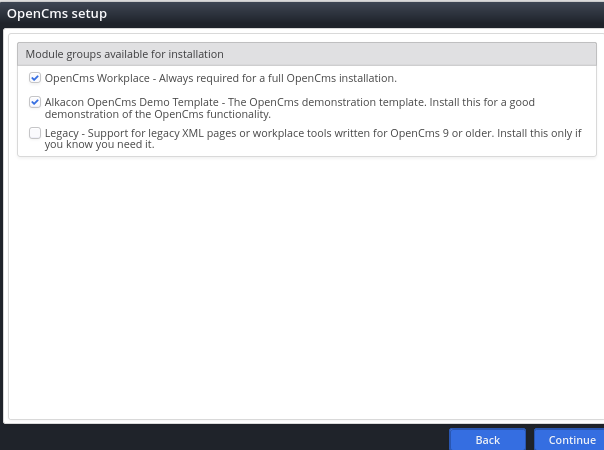 OpenCms setup
Module groups available for installation
OpenCms Workplace - Always required for a full OpenCms installation.
Alkacon OpenCms Demo Template - The OpenCms demonstration template. Install this for a good
demonstration of the OpenCms functionality.
Legacy - Support for legacy XML pages or workplace tools written for OpenCms 9 or older. Install this only if
you know you need it.
Back
Continue